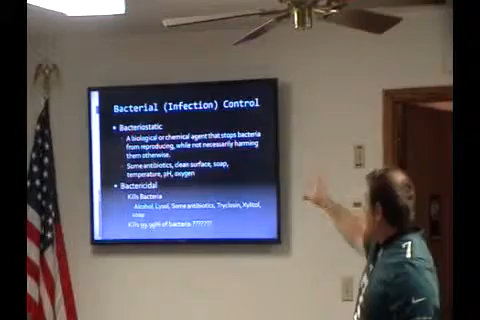 Bacterial (Infection) Control
Bacteriostatic
A biological or chemical agent that stops bacteria
from reproducing, while not necessarily harming
them otherwise.
Some antibiotics, clean surface, soap,
temperature, pH, oxygen
Bactericidal
Kills Bacteria
Alcohol, Lysol, Some antibiotics, Tryclosin, Xylitol,
soap
Kills 99.99% of bacteria ???????
7